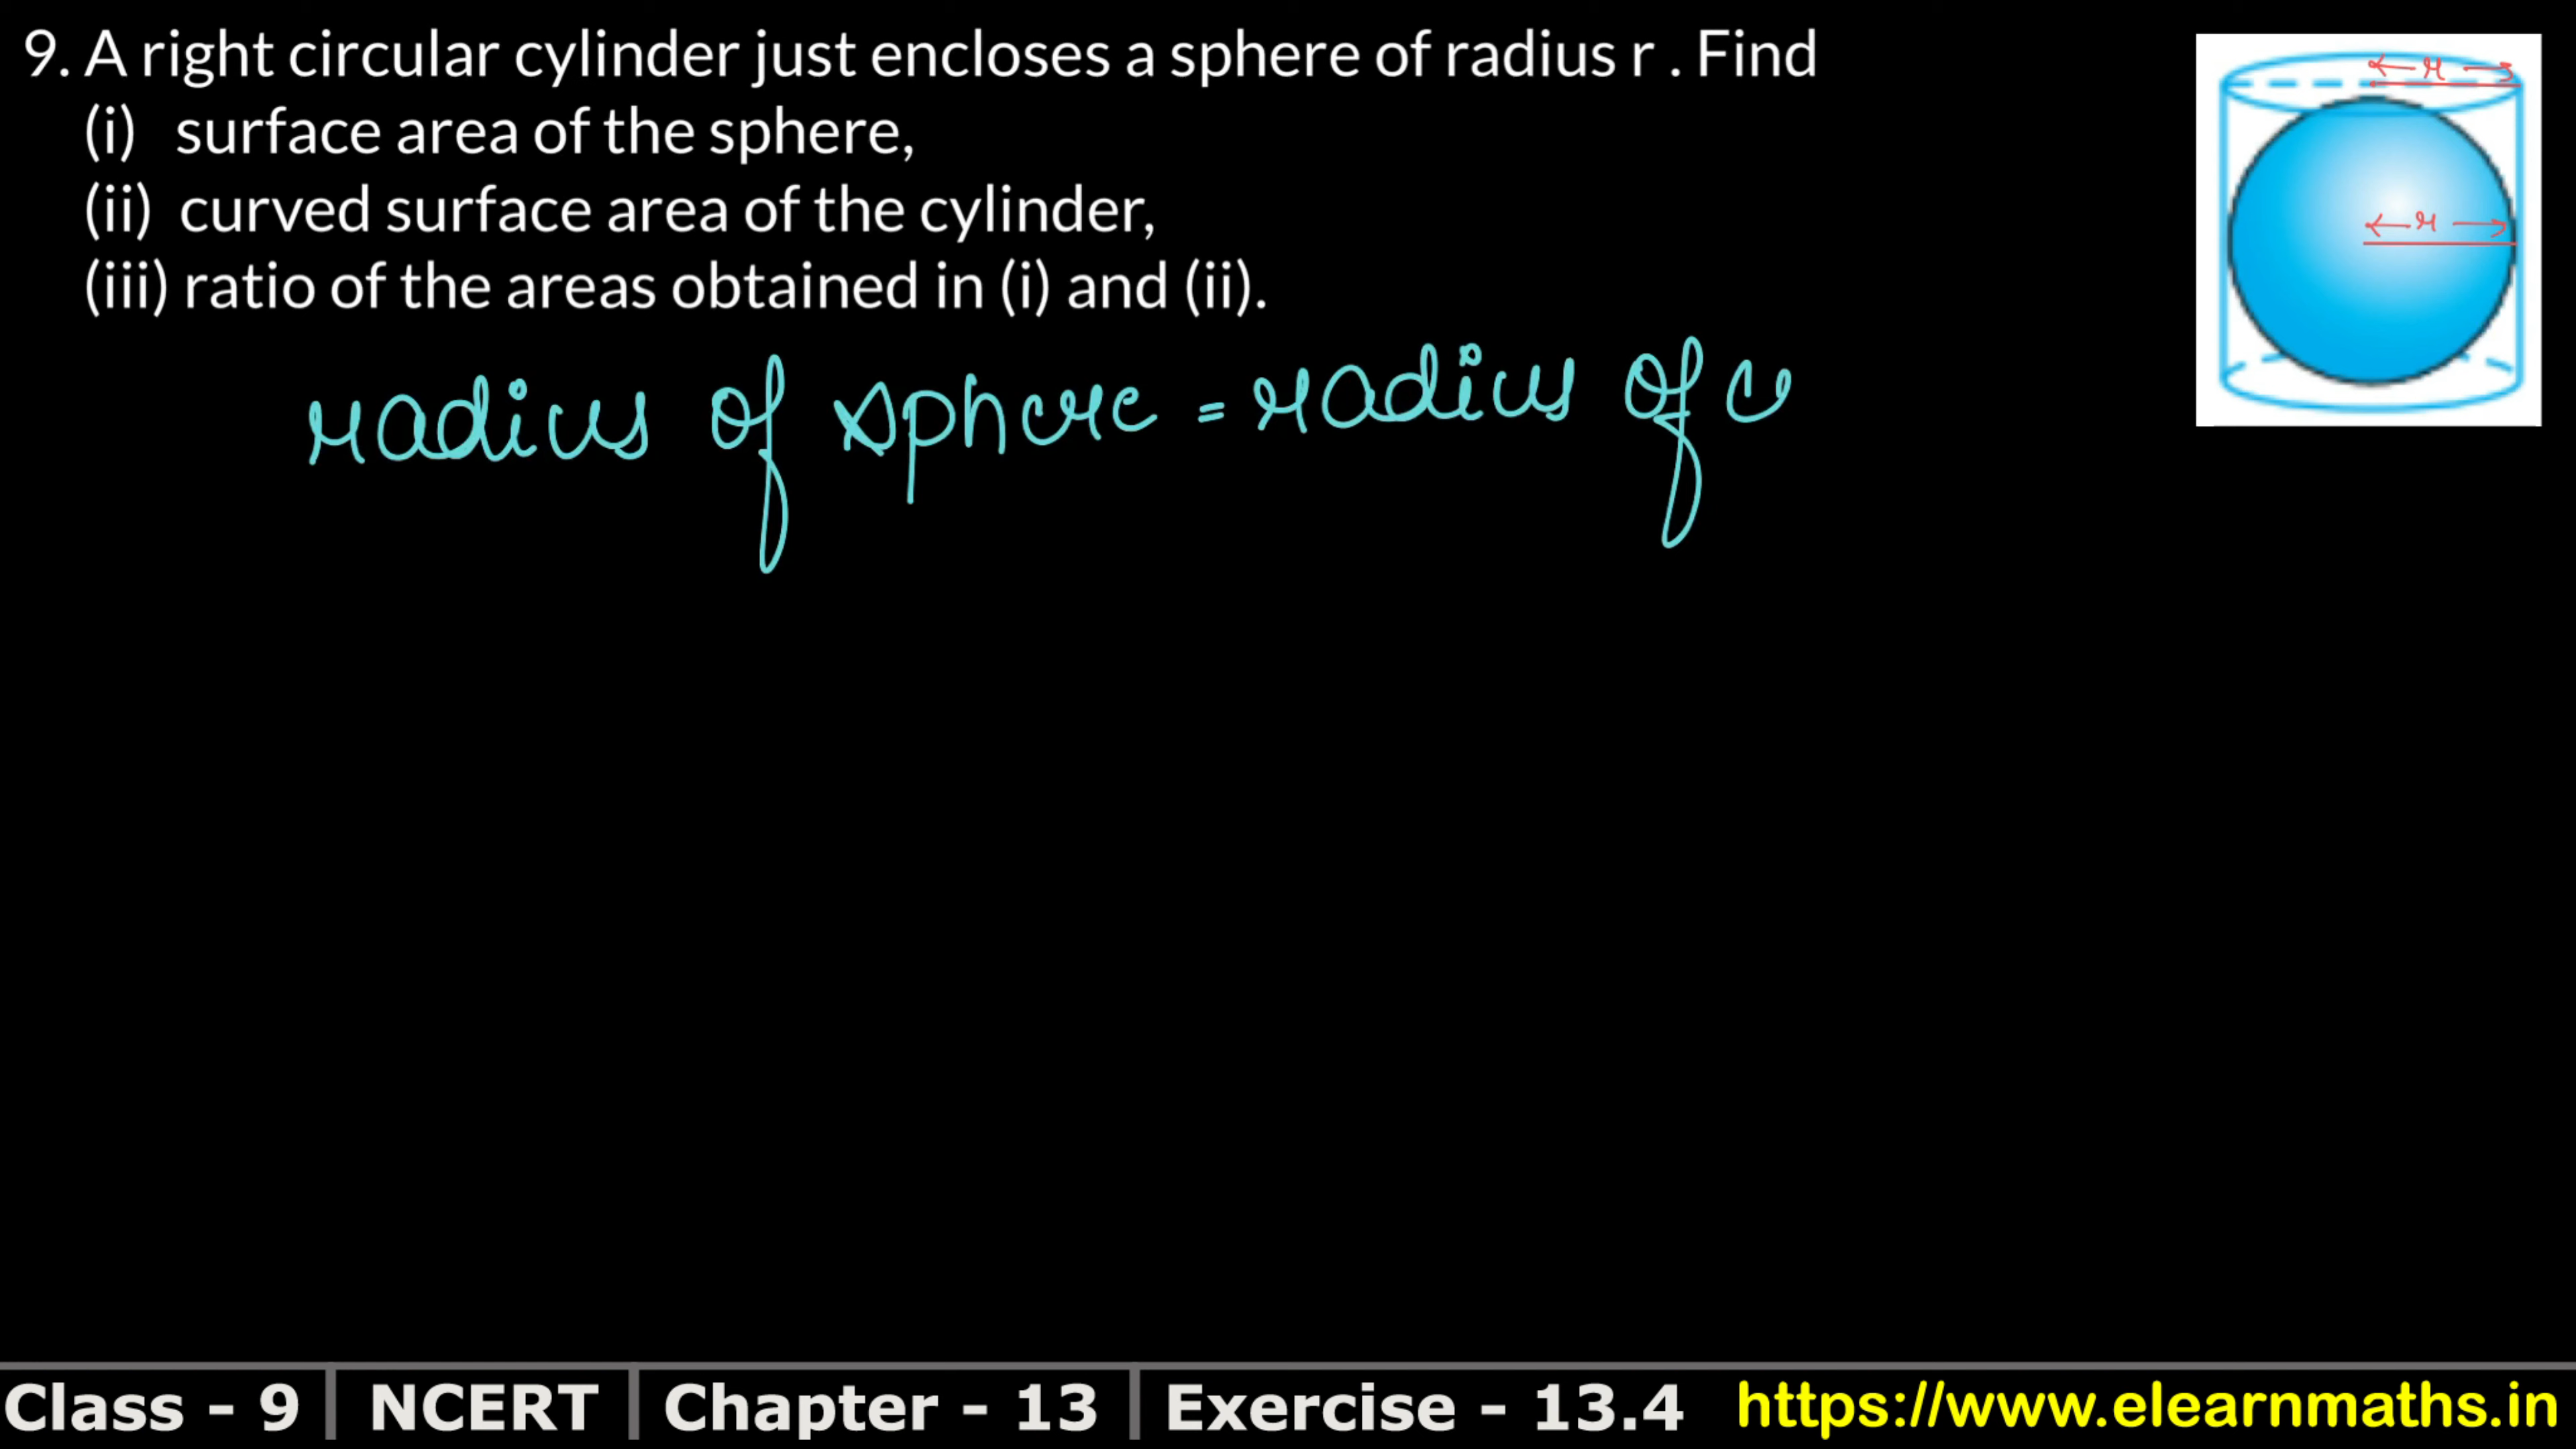 9. A right circular cylinder just encloses a sphere of radius r . Find
(i) surface area of the sphere,
(ii) curved surface area of the cylinder,
(iii) ratio of the areas obtained in (i) and (ii).
r
r
radius of sphere = radius of cy
Class - 9 | NCERT | Chapter - 13 | Exercise - 13.4 https://www.elearnmaths.in